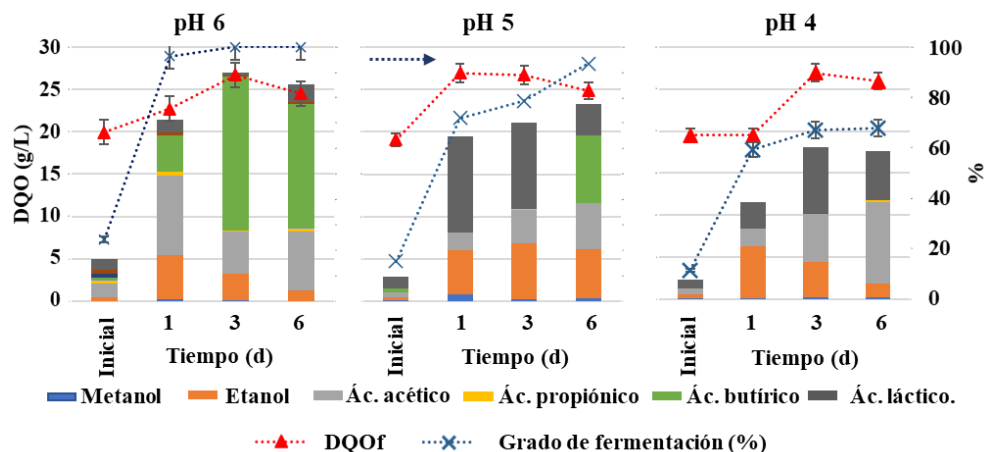 pH 6
pH 5
pH 4
DQO (g/L)
30
25
20
15
10
5
0
100
80
60
40
20
0
%
Inicial 1 3 6
Inicial 1 3 6
Inicial 1 3 6
Tiempo (d)
Tiempo (d)
Tiempo (d)
Metanol Etanol Ác. acético Ác. propiónico Ác. butírico Ác. láctico.
DQOf Grado de fermentación (%)